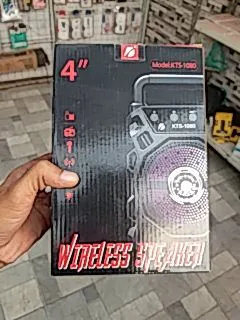 Model:KTS-1080
4"
KTS-1080
WIRELESS SPEAKER